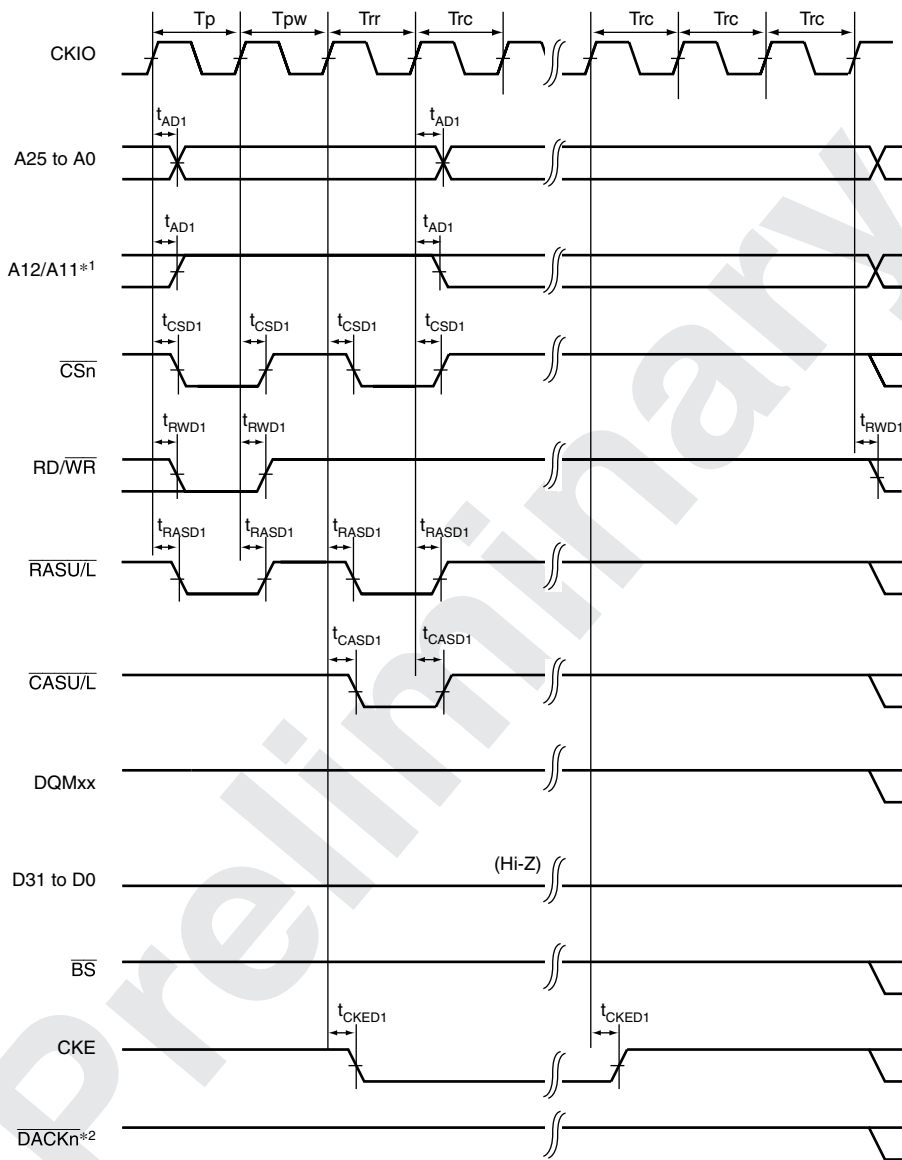 Tp Tpw Trr Trc Trc Trc Trc
CKIO
tAD1 tAD1
A25 to A0
tAD1 tAD1
A12/A11*1
tCSD1 tCSD1 tCSD1 tCSD1
CSn
tRWD1 tRWD1 tRWD1
RD/WR
tRASD1 tRASD1 tRASD1 tRASD1
RASU/L
tCASD1 tCASD1
CASU/L
DQMxx
(Hi-Z)
D31 to D0
BS
tCKED1 tCKED1
CKE
DACKn*2
Preliminary